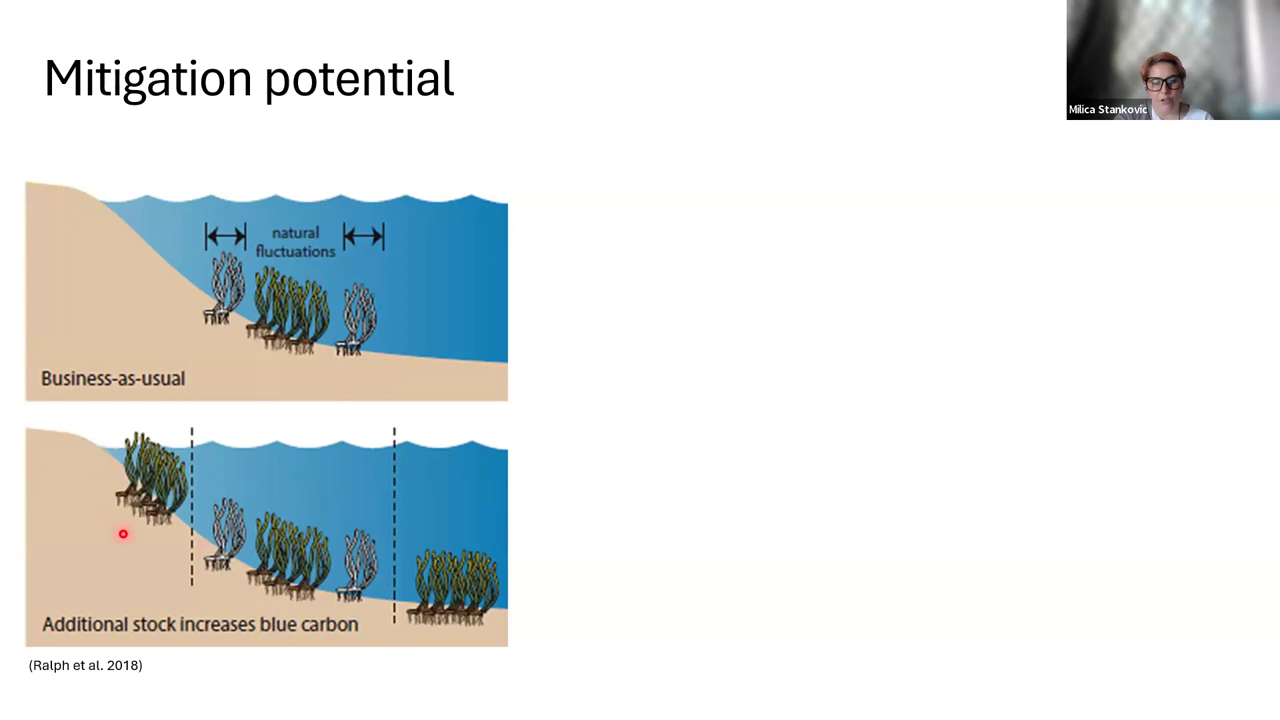 Mitigation potential
Milica Stankovic
natural
fluctuations
Business-as-usual
Additional stock increases blue carbon
(Ralph et al. 2018)